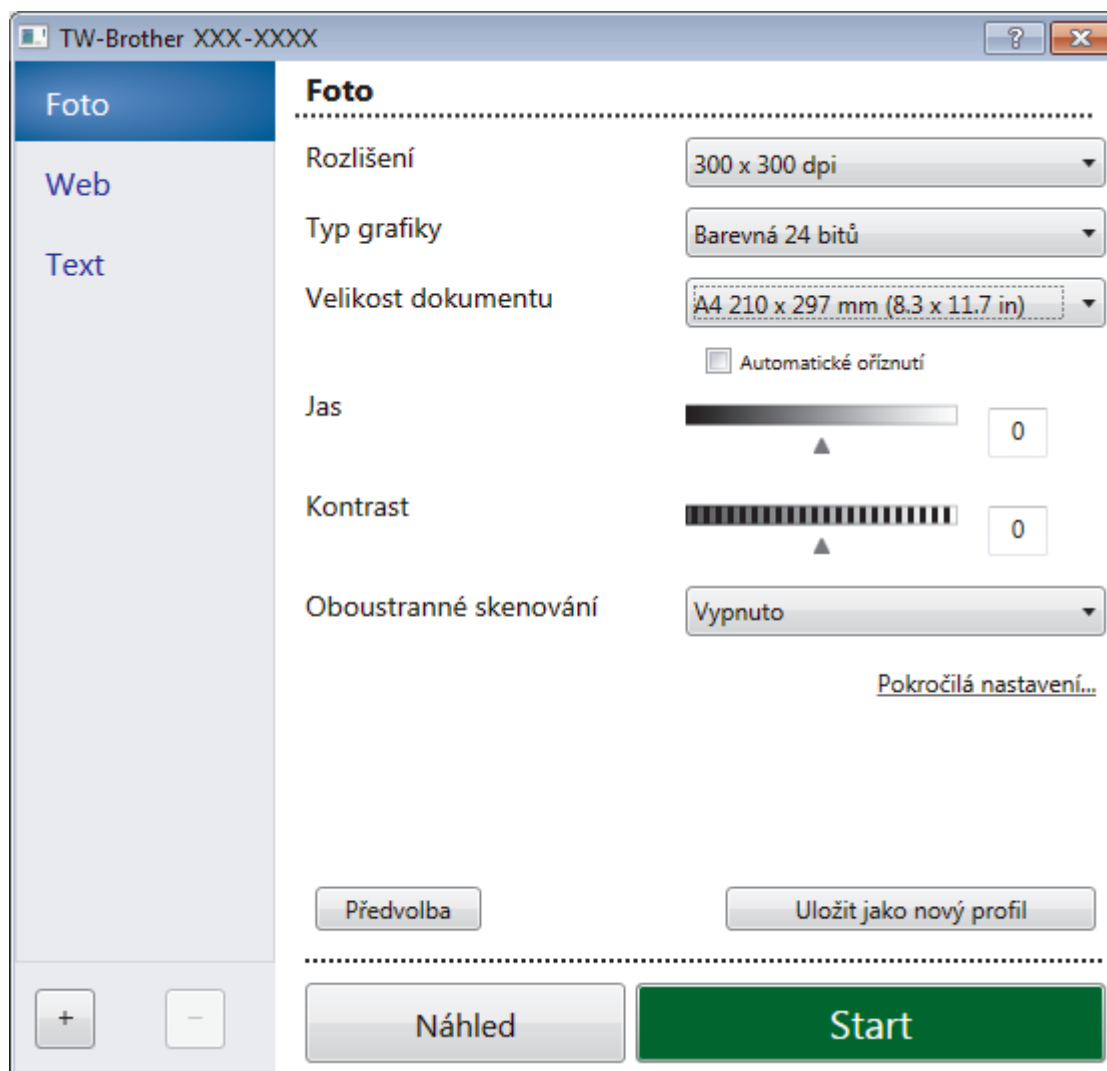 TW-Brother XXX-XXXX
?
Foto
Web
Text
Foto
Rozlišení
300 x 300 dpi
Typ grafiky
Barevná 24 bitů
Velikost dokumentu
A4 210 x 297 mm (8.3 x 11.7 in)
Automatické oříznutí
Jas
0
Kontrast
0
Oboustranné skenování
Vypnuto
Pokročilá nastavení...
Předvolba
Uložit jako nový profil
+
−
Náhled
Start